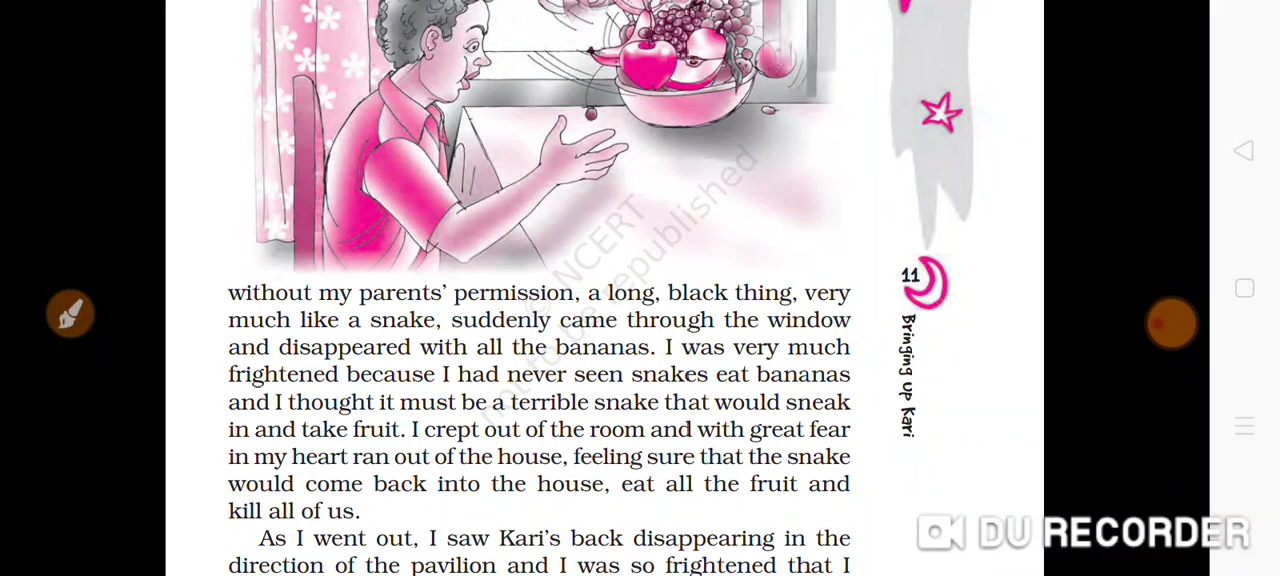 without my parents' permission, a long, black thing, very
much like a snake, suddenly came through the window
and disappeared with all the bananas. I was very much
frightened because I had never seen snakes eat bananas
and I thought it must be a terrible snake that would sneak
in and take fruit. I crept out of the room and with great fear
in my heart ran out of the house, feeling sure that the snake
would come back into the house, eat all the fruit and
kill all of us.
As I went out, I saw Kari's back disappearing in the
direction of the pavilion and I was so frightened that I
© NCERT
not to be republished
11
Bringing up Kari
DU RECORDER